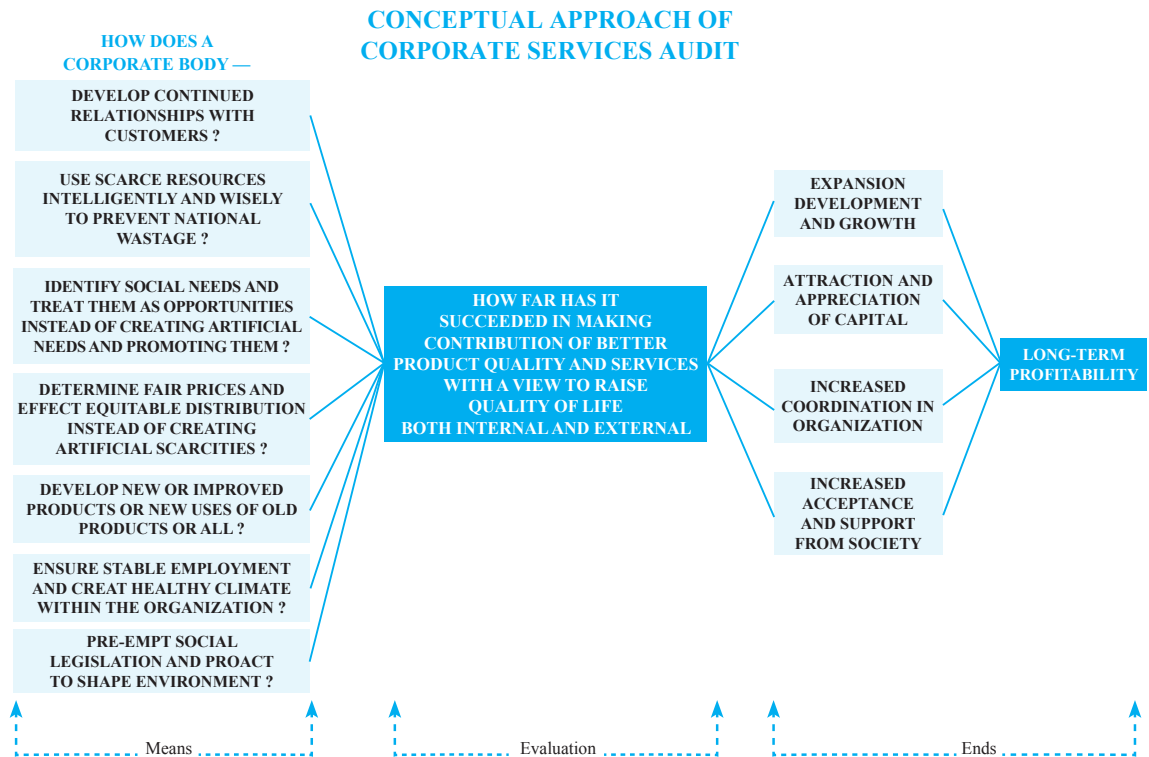 CONCEPTUAL APPROACH OF
CORPORATE SERVICES AUDIT
HOW DOES A
CORPORATE BODY —
DEVELOP CONTINUED
RELATIONSHIPS WITH
CUSTOMERS ?
USE SCARCE RESOURCES
INTELLIGENTLY AND WISELY
TO PREVENT NATIONAL
WASTAGE ?
IDENTIFY SOCIAL NEEDS AND
TREAT THEM AS OPPORTUNITIES
INSTEAD OF CREATING ARTIFICIAL
NEEDS AND PROMOTING THEM ?
DETERMINE FAIR PRICES AND
EFFECT EQUITABLE DISTRIBUTION
INSTEAD OF CREATING
ARTIFICIAL SCARCITIES ?
DEVELOP NEW OR IMPROVED
PRODUCTS OR NEW USES OF OLD
PRODUCTS OR ALL ?
ENSURE STABLE EMPLOYMENT
AND CREAT HEALTHY CLIMATE
WITHIN THE ORGANIZATION ?
PRE-EMPT SOCIAL
LEGISLATION AND PROACT
TO SHAPE ENVIRONMENT ?
HOW FAR HAS IT
SUCCEEDED IN MAKING
CONTRIBUTION OF BETTER
PRODUCT QUALITY AND SERVICES
WITH A VIEW TO RAISE
QUALITY OF LIFE
BOTH INTERNAL AND EXTERNAL
EXPANSION
DEVELOPMENT
AND GROWTH
ATTRACTION AND
APPRECIATION
OF CAPITAL
INCREASED
COORDINATION IN
ORGANIZATION
INCREASED
ACCEPTANCE
AND SUPPORT
FROM SOCIETY
LONG-TERM
PROFITABILITY
Means
Evaluation
Ends